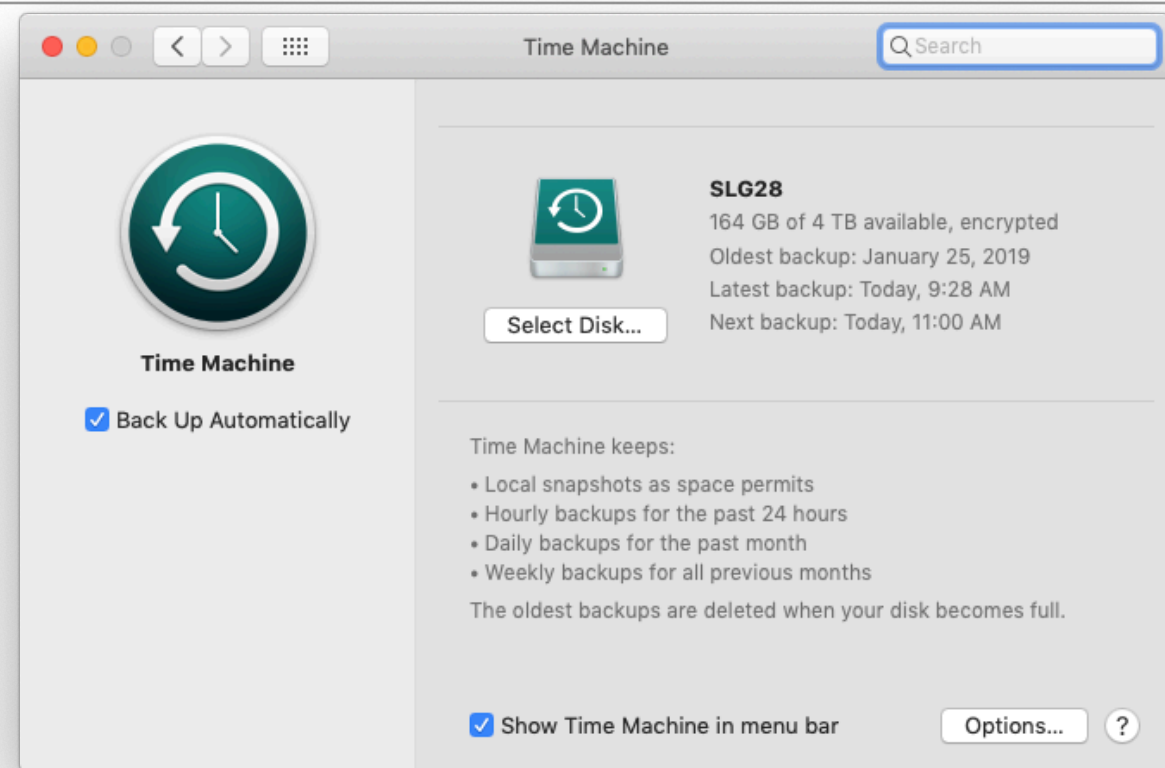 Time Machine
Search
Time Machine
Back Up Automatically
SLG28
164 GB of 4 TB available, encrypted
Oldest backup: January 25, 2019
Latest backup: Today, 9:28 AM
Next backup: Today, 11:00 AM
Select Disk...
Time Machine keeps:
• Local snapshots as space permits
• Hourly backups for the past 24 hours
• Daily backups for the past month
• Weekly backups for all previous months
The oldest backups are deleted when your disk becomes full.
Show Time Machine in menu bar
Options...
?